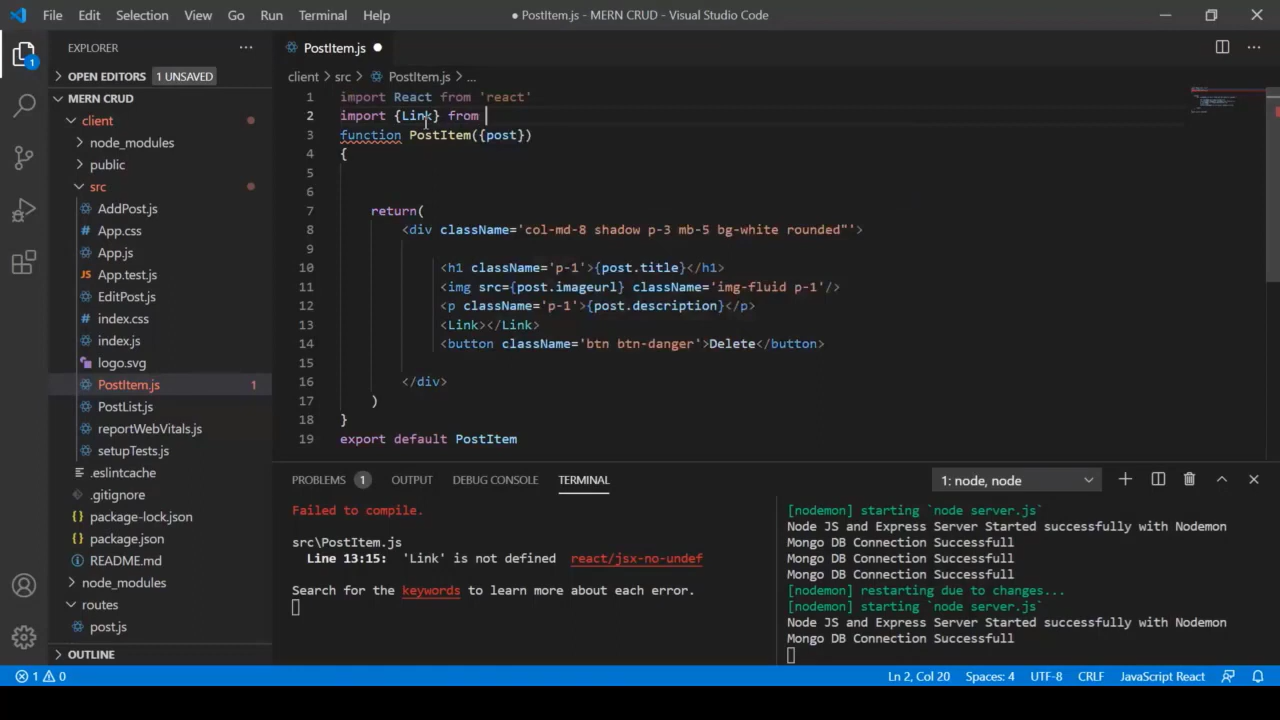 File Edit Selection View Go Run Terminal Help
● PostItem.js - MERN CRUD - Visual Studio Code
EXPLORER
OPEN EDITORS 1 UNSAVED
MERN CRUD
client
node_modules
public
src
AddPost.js
App.css
App.js
App.test.js
EditPost.js
index.css
index.js
logo.svg
PostItem.js 1
PostList.js
reportWebVitals.js
setupTests.js
.eslintcache
.gitignore
package-lock.json
package.json
README.md
node_modules
routes
post.js
OUTLINE
1
PostItem.js
client > src > PostItem.js > ...
1 import React from 'react'
2 import {Link} from
3 function PostItem({post})
4 {
5
6
7 return(
8 <div className='col-md-8 shadow p-3 mb-5 bg-white rounded"'>
9
10 <h1 className='p-1'>{post.title}</h1>
11 <img src={post.imageurl} className='img-fluid p-1'/>
12 <p className='p-1'>{post.description}</p>
13 <Link></Link>
14 <button className='btn btn-danger'>Delete</button>
15
16 </div>
17 )
18 }
19 export default PostItem
PROBLEMS 1 OUTPUT DEBUG CONSOLE TERMINAL
1: node, node
Failed to compile.
src\PostItem.js
Line 13:15: 'Link' is not defined react/jsx-no-undef
Search for the keywords to learn more about each error.
[nodemon] starting `node server.js`
Node JS and Express Server Started successfully with Nodemon
Mongo DB Connection Successfull
Mongo DB Connection Successfull
Mongo DB Connection Successfull
[nodemon] restarting due to changes...
[nodemon] starting `node server.js`
Node JS and Express Server Started successfully with Nodemon
Mongo DB Connection Successfull
1 0
Ln 2, Col 20 Spaces: 4 UTF-8 CRLF JavaScript React